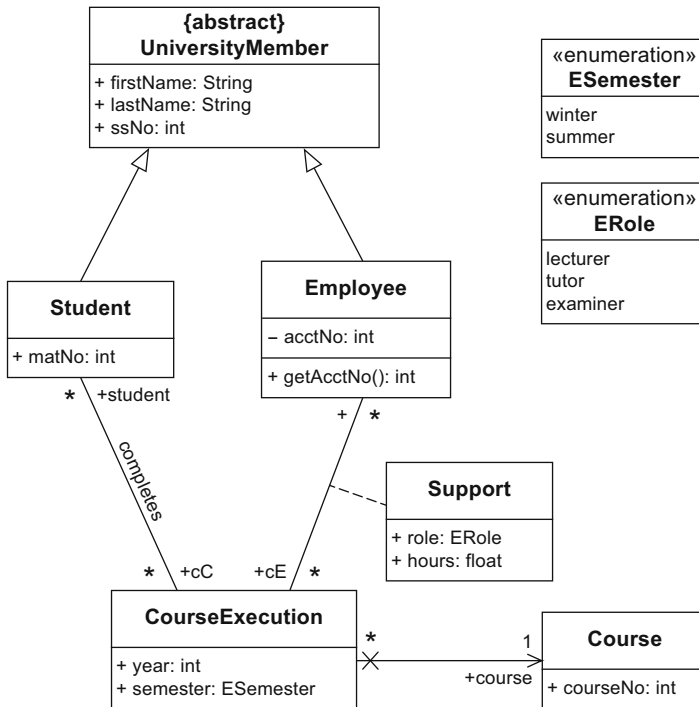 {abstract}
UniversityMember
+ firstName: String
+ lastName: String
+ ssNo: int
«enumeration»
ESemester
winter
summer
«enumeration»
ERole
lecturer
tutor
examiner
Student
+ matNo: int
Employee
– acctNo: int
+ getAcctNo(): int
* +student
+ *
completes
Support
+ role: ERole
+ hours: float
* +cC
+cE *
CourseExecution
+ year: int
+ semester: ESemester
* 1
+course
Course
+ courseNo: int